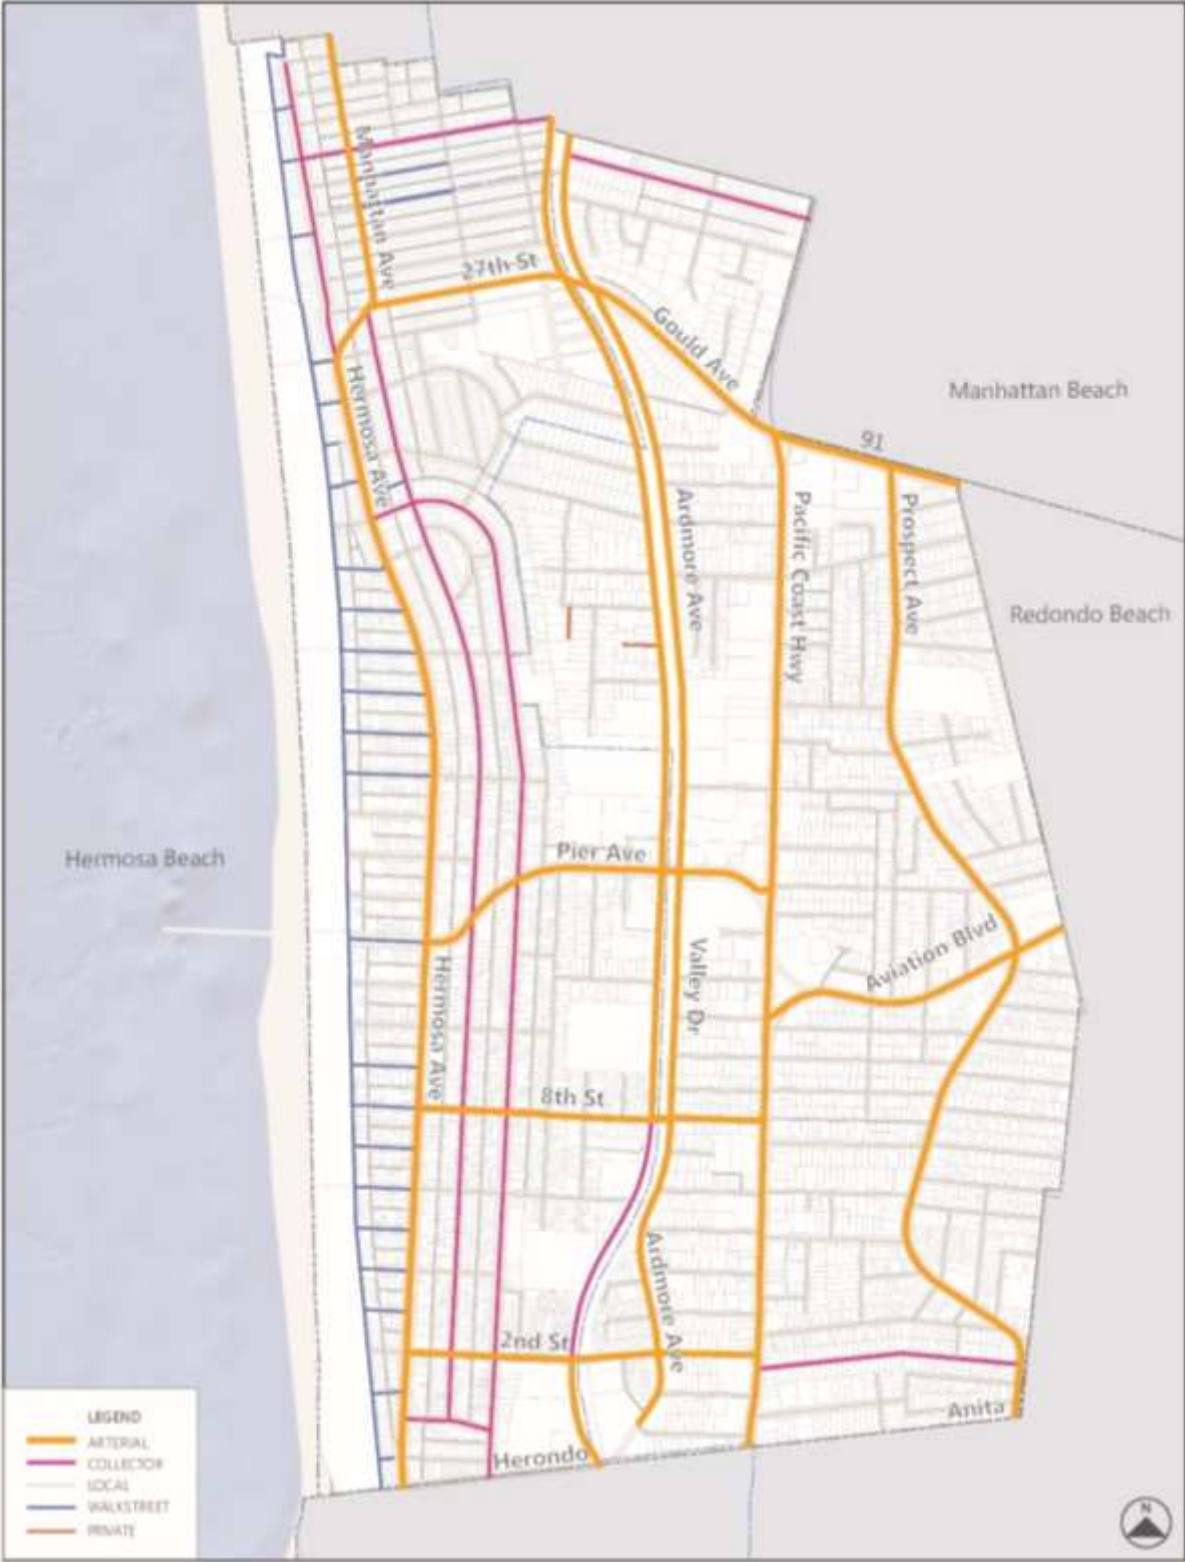 Manhattan Ave
27th St
Gould Ave
Manhattan Beach
Hermosa Ave
91
Ardmore Ave
Pacific Coast Hwy
Prospect Ave
Redondo Beach
Hermosa Beach
Pier Ave
Aviation Blvd
Valley Dr
Hermosa Ave
8th St
Ardmore Ave
2nd St
Anita
Herondo
LEGEND
ARTERIAL
COLLECTOR
LOCAL
WALKSTREET
PRIVATE
N